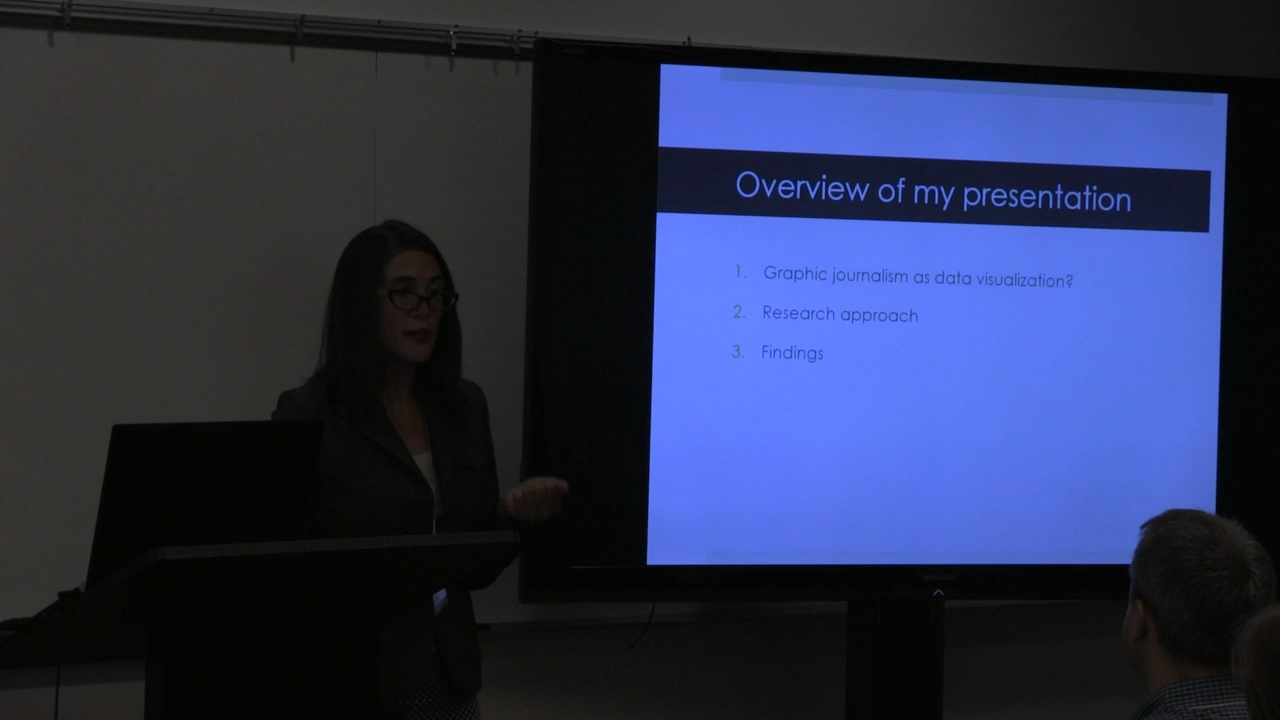 Overview of my presentation
1. Graphic journalism as data visualization?
2. Research approach
3. Findings